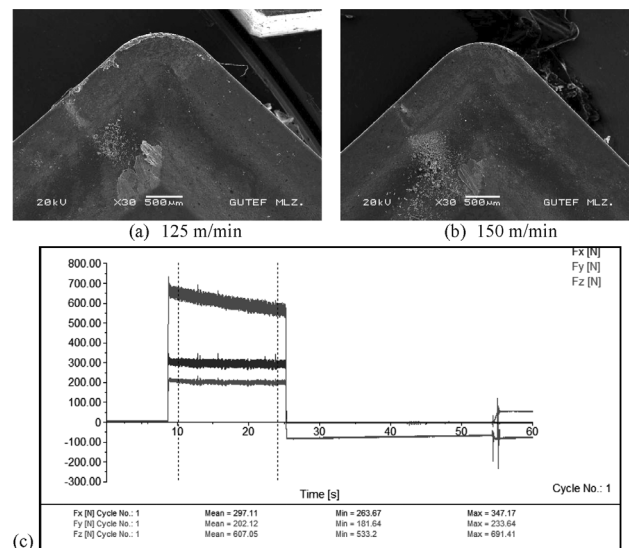 20kV X30 500μm GUTEF MLZ.
20kV X30 500μm GUTEF MLZ.
(a) 125 m/min
(b) 150 m/min
Fx [N]
Fy [N]
Fz [N]
800.00
700.00
600.00
500.00
400.00
300.00
200.00
100.00
0
-100.00
-200.00
-300.00
10 20 30 40 50 60
Time [s]
Cycle No.: 1
Fx [N] Cycle No.: 1 Mean = 297.11 Min = 263.67 Max = 347.17
Fy [N] Cycle No.: 1 Mean = 202.12 Min = 181.64 Max = 233.64
Fz [N] Cycle No.: 1 Mean = 607.05 Min = 533.2 Max = 691.41
(c)